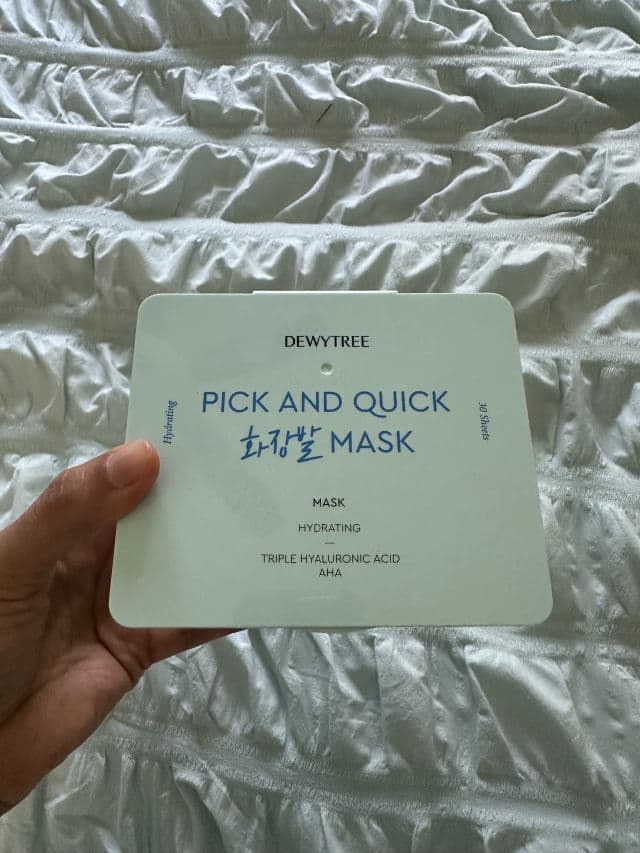 DEWYTREE
PICK AND QUICK
화장발 MASK
Hydrating
30 Sheets
MASK
HYDRATING
TRIPLE HYALURONIC ACID
AHA